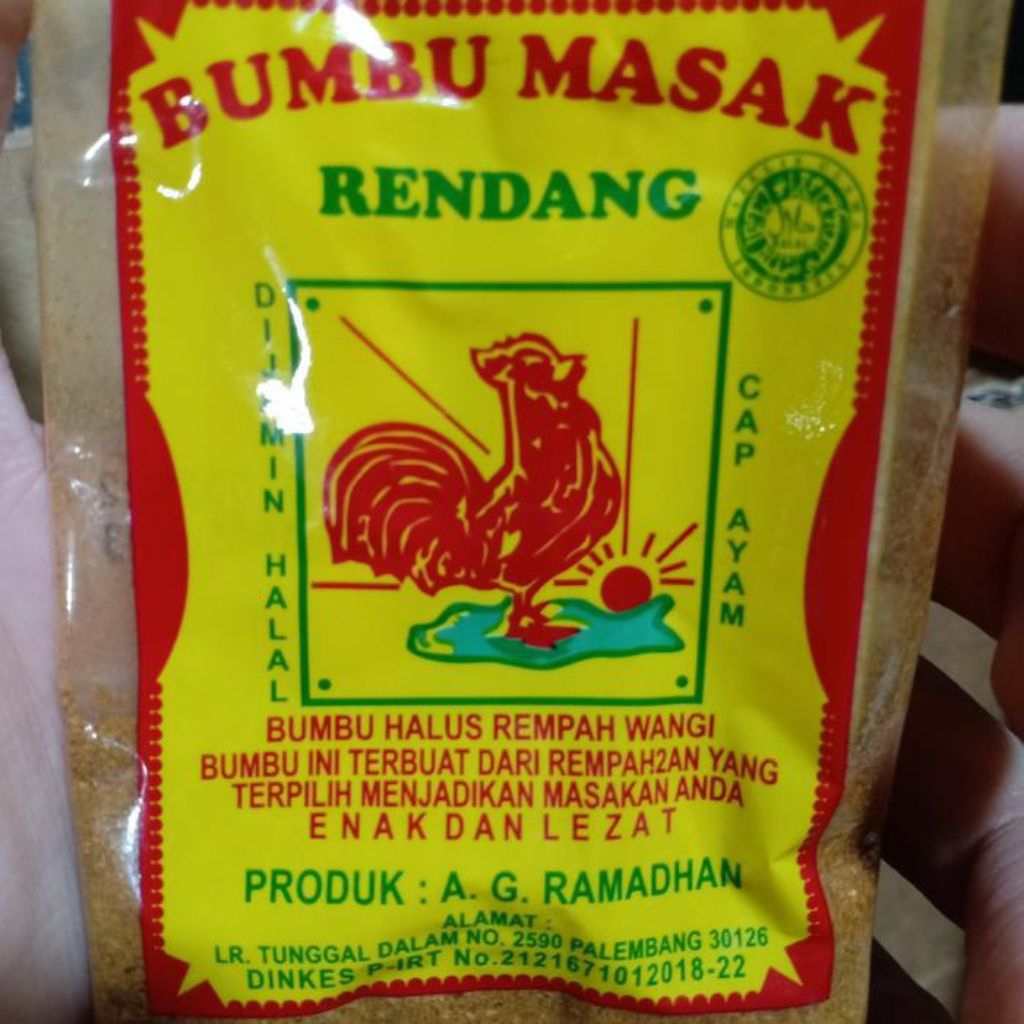 BUMBU MASAK
RENDANG
DIJAMIN HALAL
CAP AYAM
BUMBU HALUS REMPAH WANGI
BUMBU INI TERBUAT DARI REMPAH2AN YANG
TERPILIH MENJADIKAN MASAKAN ANDA
ENAK DAN LEZAT
PRODUK : A. G. RAMADHAN
ALAMAT :
LR. TUNGGAL DALAM NO. 2590 PALEMBANG 30126
DINKES P-IRT No.2121671012018-22